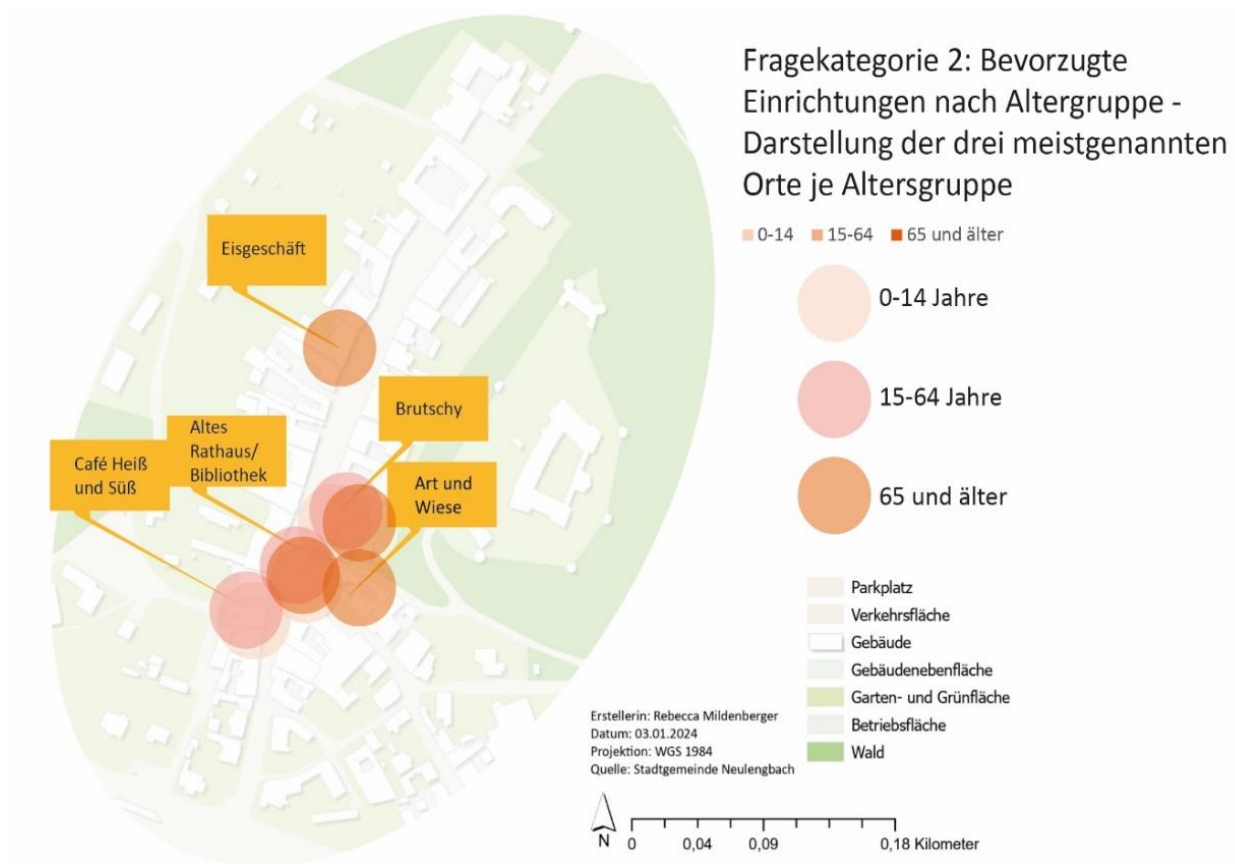 Fragekategorie 2: Bevorzugte
Einrichtungen nach Altergruppe -
Darstellung der drei meistgenannten
Orte je Altersgruppe
0-14 15-64 65 und älter
0-14 Jahre
15-64 Jahre
65 und älter
Eisgeschäft
Brutschy
Altes
Rathaus/
Bibliothek
Café Heiß
und Süß
Art und
Wiese
Parkplatz
Verkehrsfläche
Gebäude
Gebäudenebenfläche
Garten- und Grünfläche
Betriebsfläche
Wald
Erstellerin: Rebecca Mildenberger
Datum: 03.01.2024
Projektion: WGS 1984
Quelle: Stadtgemeinde Neulengbach
N
0 0,04 0,09 0,18 Kilometer